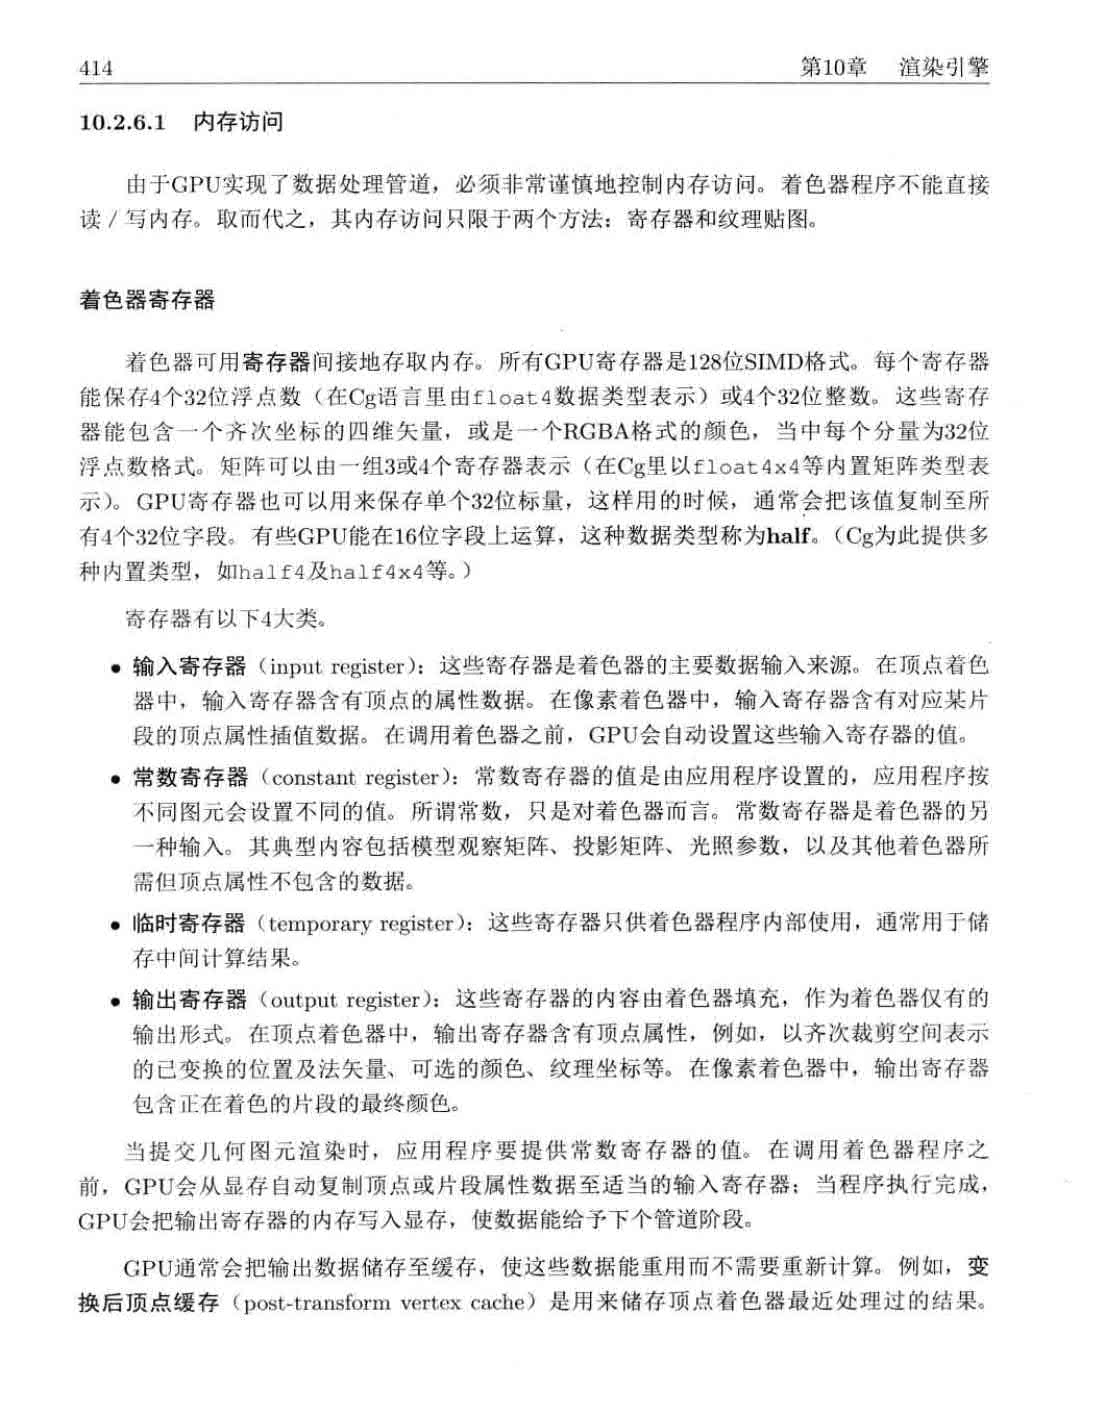 414 第10章 渲染引擎
10.2.6.1 内存访问
由于GPU实现了数据处理管道，必须非常谨慎地控制内存访问。着色器程序不能直接
读 / 写内存。取而代之，其内存访问只限于两个方法：寄存器和纹理贴图。
着色器寄存器
着色器可用寄存器间接地存取内存。所有GPU寄存器是128位SIMD格式。每个寄存器
能保存4个32位浮点数（在Cg语言里由float4数据类型表示）或4个32位整数。这些寄存
器能包含一个齐次坐标的四维矢量，或是一个RGBA格式的颜色，当中每个分量为32位
浮点数格式。矩阵可以由一组3或4个寄存器表示（在Cg里以float4x4等内置矩阵类型表
示）。GPU寄存器也可以用来保存单个32位标量，这样用的时候，通常会把该值复制至所
有4个32位字段。有些GPU能在16位字段上运算，这种数据类型称为half。（Cg为此提供多
种内置类型，如half4及half4x4等。）
寄存器有以下4大类。
● 输入寄存器（input register）：这些寄存器是着色器的主要数据输入来源。在顶点着色
器中，输入寄存器含有顶点的属性数据。在像素着色器中，输入寄存器含有对应某片
段的顶点属性插值数据。在调用着色器之前，GPU会自动设置这些输入寄存器的值。
● 常数寄存器（constant register）：常数寄存器的值是由应用程序设置的，应用程序按
不同图元会设置不同的值。所谓常数，只是对着色器而言。常数寄存器是着色器的另
一种输入。其典型内容包括模型观察矩阵、投影矩阵、光照参数，以及其他着色器所
需但顶点属性不包含的数据。
● 临时寄存器（temporary register）：这些寄存器只供着色器程序内部使用，通常用于储
存中间计算结果。
● 输出寄存器（output register）：这些寄存器的内容由着色器填充，作为着色器仅有的
输出形式。在顶点着色器中，输出寄存器含有顶点属性，例如，以齐次裁剪空间表示
的已变换的位置及法矢量、可选的颜色、纹理坐标等。在像素着色器中，输出寄存器
包含正在着色的片段的最终颜色。
当提交几何图元渲染时，应用程序要提供常数寄存器的值。在调用着色器程序之
前，GPU会从显存自动复制顶点或片段属性数据至适当的输入寄存器；当程序执行完成，
GPU会把输出寄存器的内存写入显存，使数据能给予下个管道阶段。
GPU通常会把输出数据储存至缓存，使这些数据能重用而不需要重新计算。例如，变
换后顶点缓存（post-transform vertex cache）是用来储存顶点着色器最近处理过的结果。